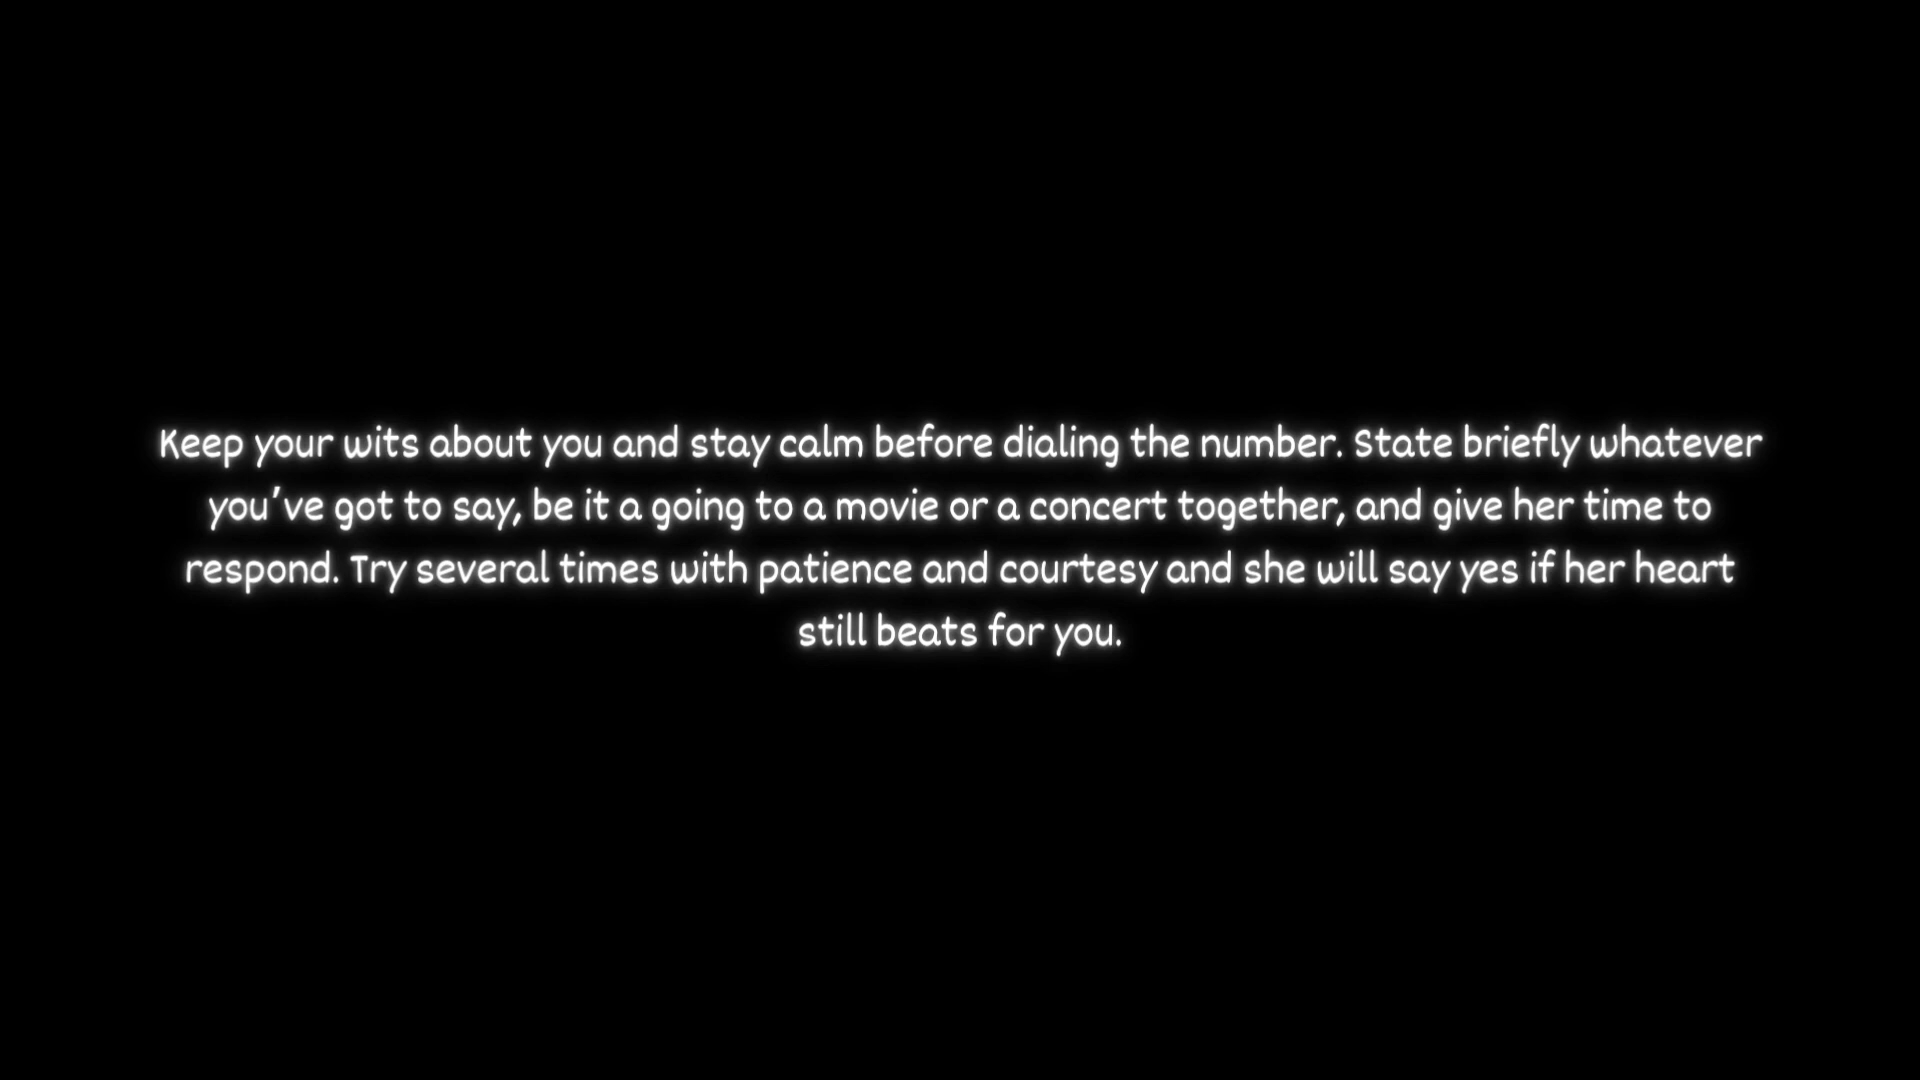 Keep your wits about you and stay calm before dialing the number. State briefly whatever
you've got to say, be it a going to a movie or a concert together, and give her time to
respond. Try several times with patience and courtesy and she will say yes if her heart
still beats for you.